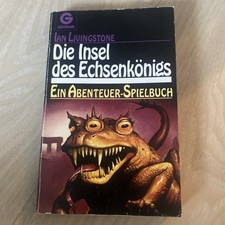 G
IAN LIVINGSTONE
Die Insel
des Echsenkönigs
EIN ABENTEUER-SPIELBUCH